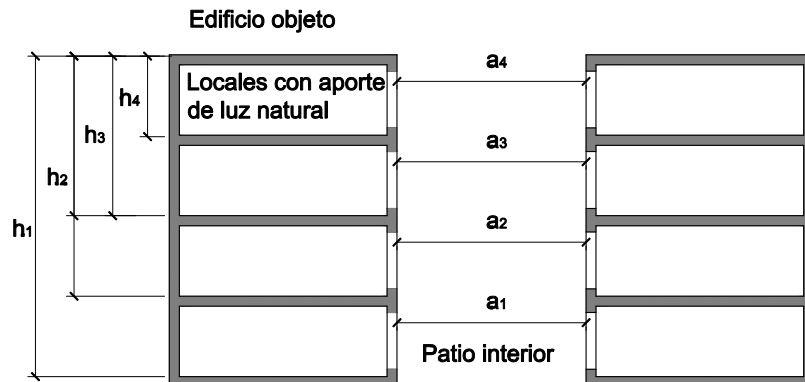 Edificio objeto
Locales con aporte
de luz natural
h4
h3
h2
h1
a4
a3
a2
a1
Patio interior